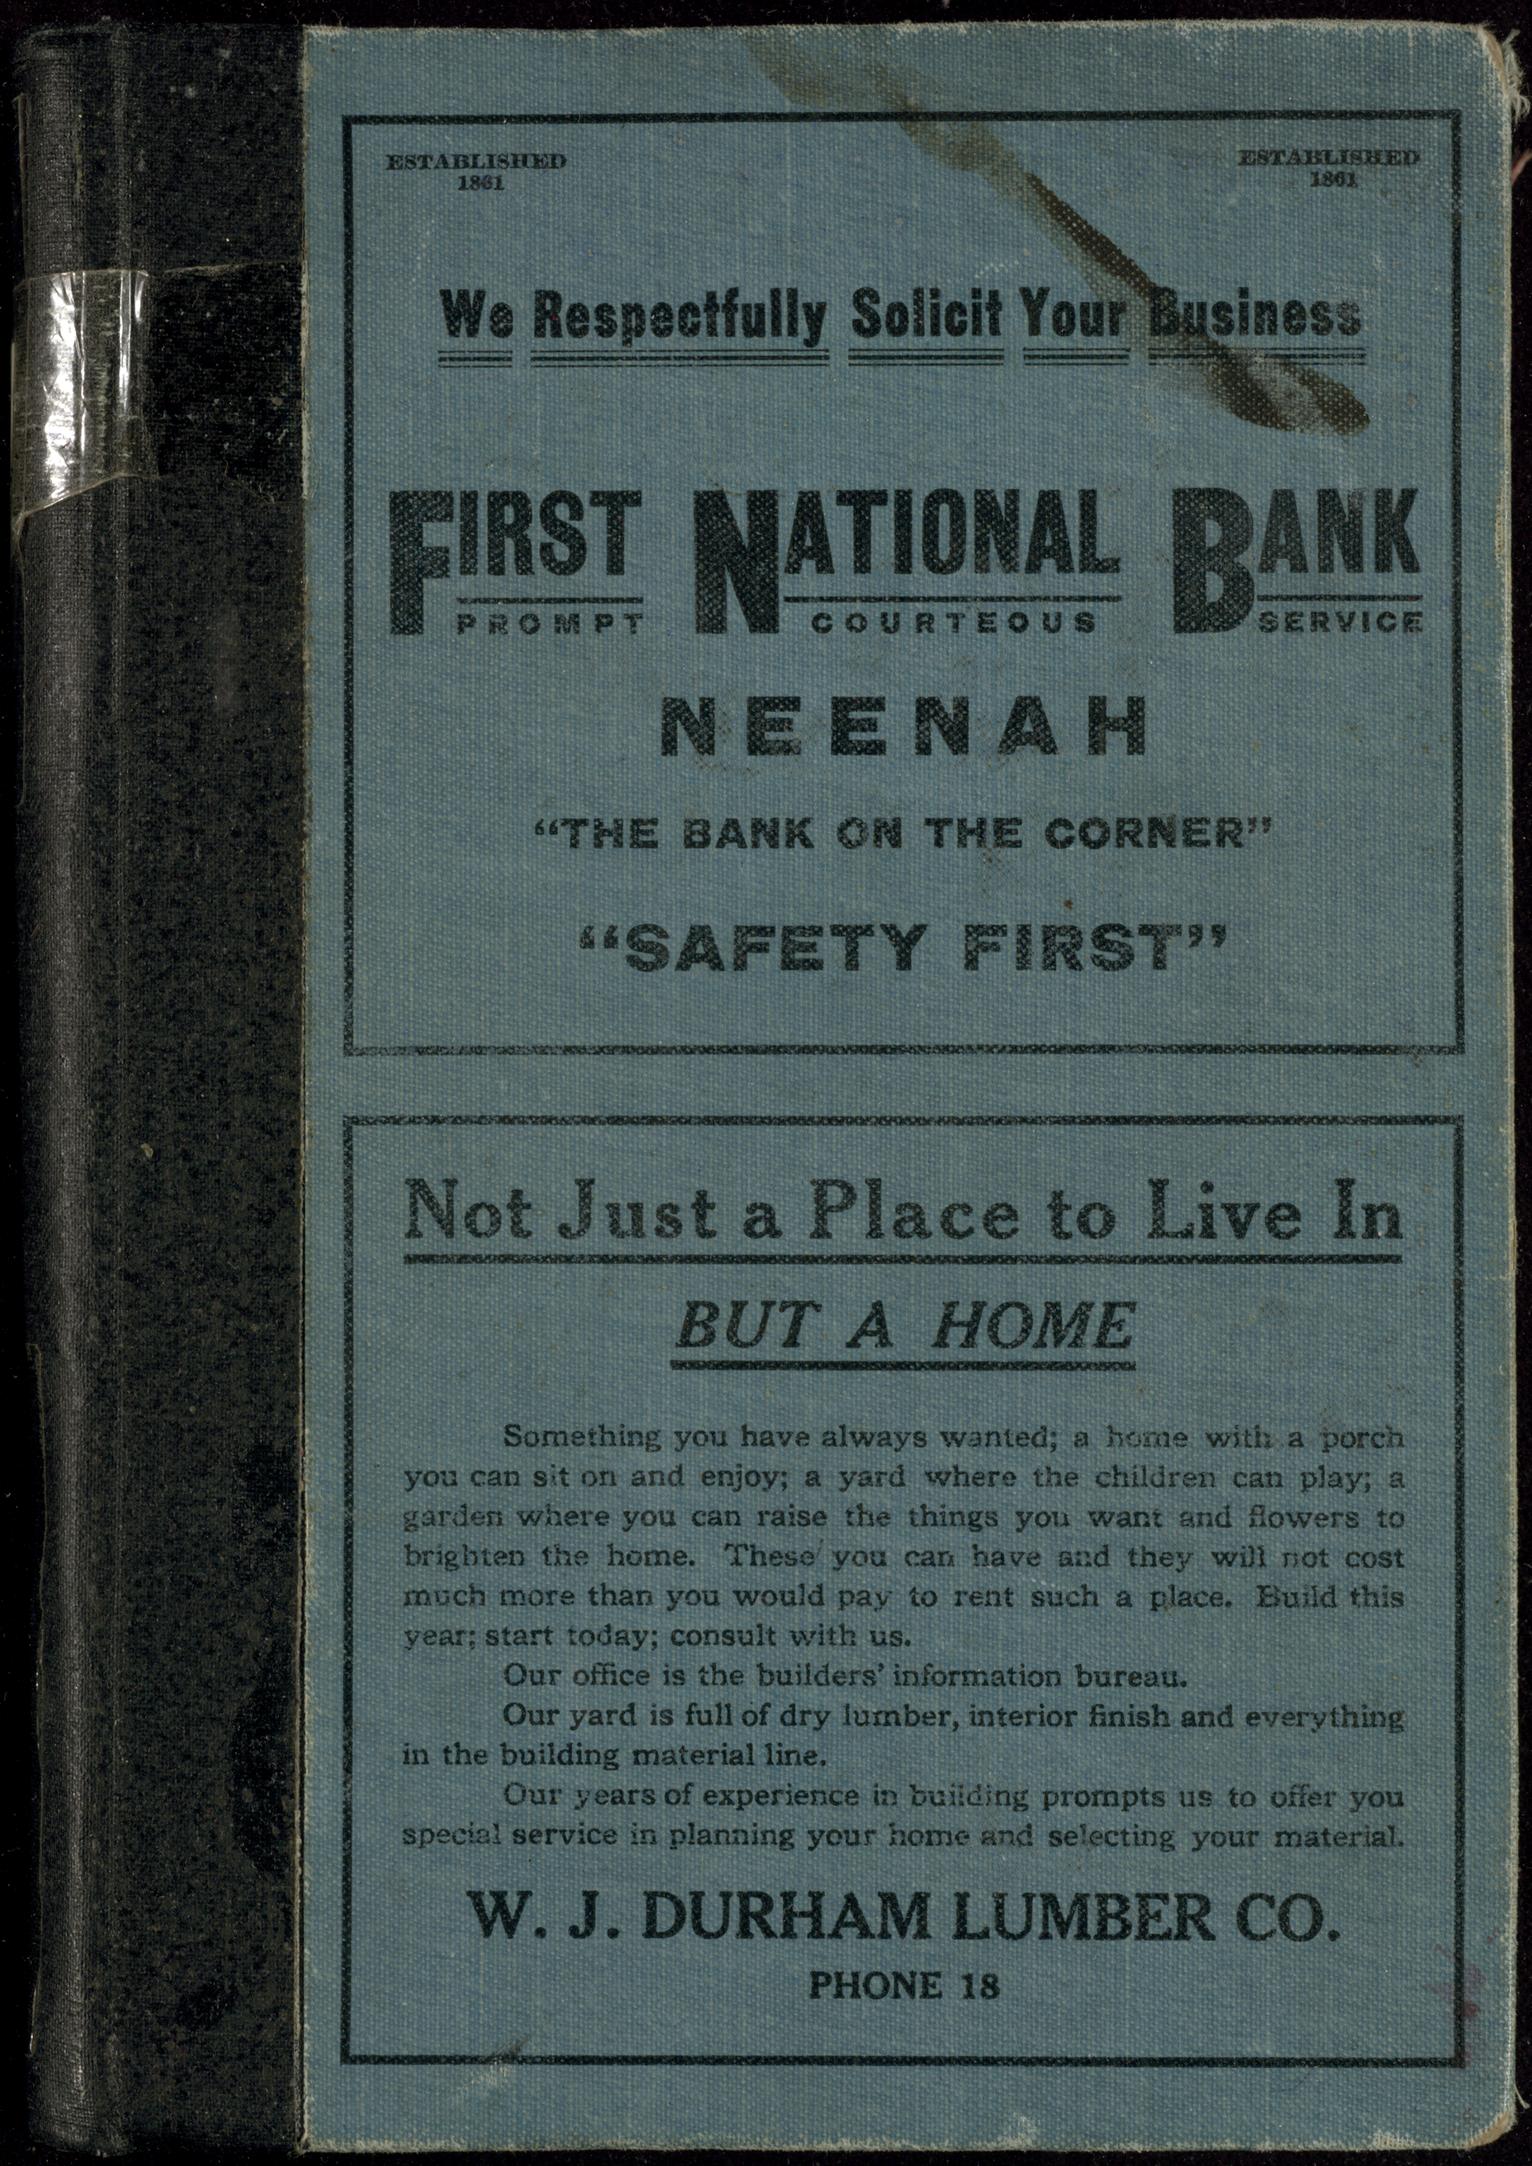 ESTABLISHED ESTABLISHED
1861 1861
We Respectfully Solicit Your Business
FIRST NATIONAL BANK
PROMPT COURTEOUS SERVICE
NEENAH
“THE BANK ON THE CORNER”
“SAFETY FIRST”
Not Just a Place to Live In
BUT A HOME
Something you have always wanted; a home with a porch
you can sit on and enjoy; a yard where the children can play; a
garden where you can raise the things you want and flowers to
brighten the home. These you can have and they will not cost
much more than you would pay to rent such a place. Build this
year; start today; consult with us.
Our office is the builders’ information bureau.
Our yard is full of dry lumber, interior finish and everything
in the building material line.
Our years of experience in building prompts us to offer you
special service in planning your home and selecting your material.
W. J. DURHAM LUMBER CO.
PHONE 18